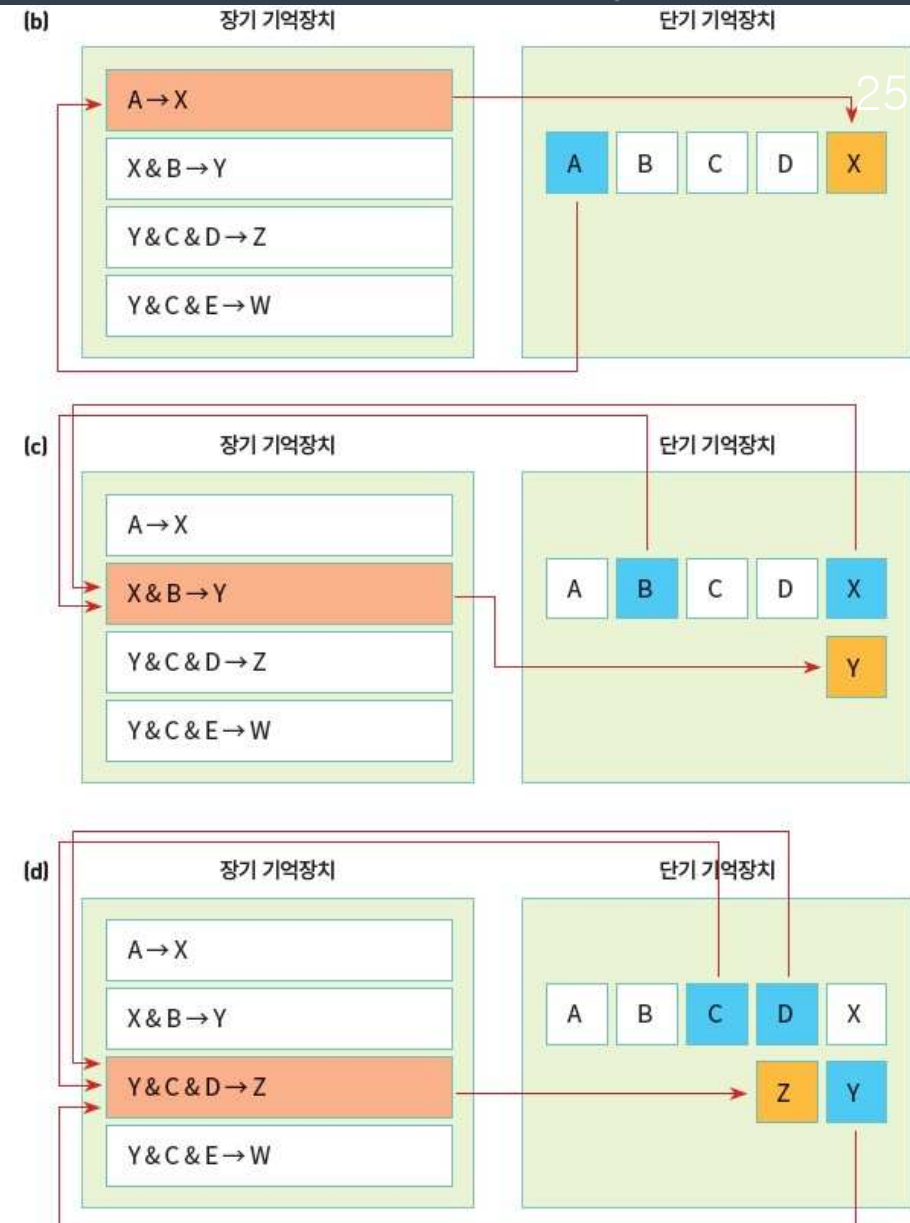 (b) 장기 기억장치 단기 기억장치
25
A→X
X&B→Y
Y&C&D→Z
Y&C&E→W
A B C D X
(c) 장기 기억장치 단기 기억장치
A→X
X&B→Y
Y&C&D→Z
Y&C&E→W
A B C D X
Y
(d) 장기 기억장치 단기 기억장치
A→X
X&B→Y
Y&C&D→Z
Y&C&E→W
A B C D X
Z Y